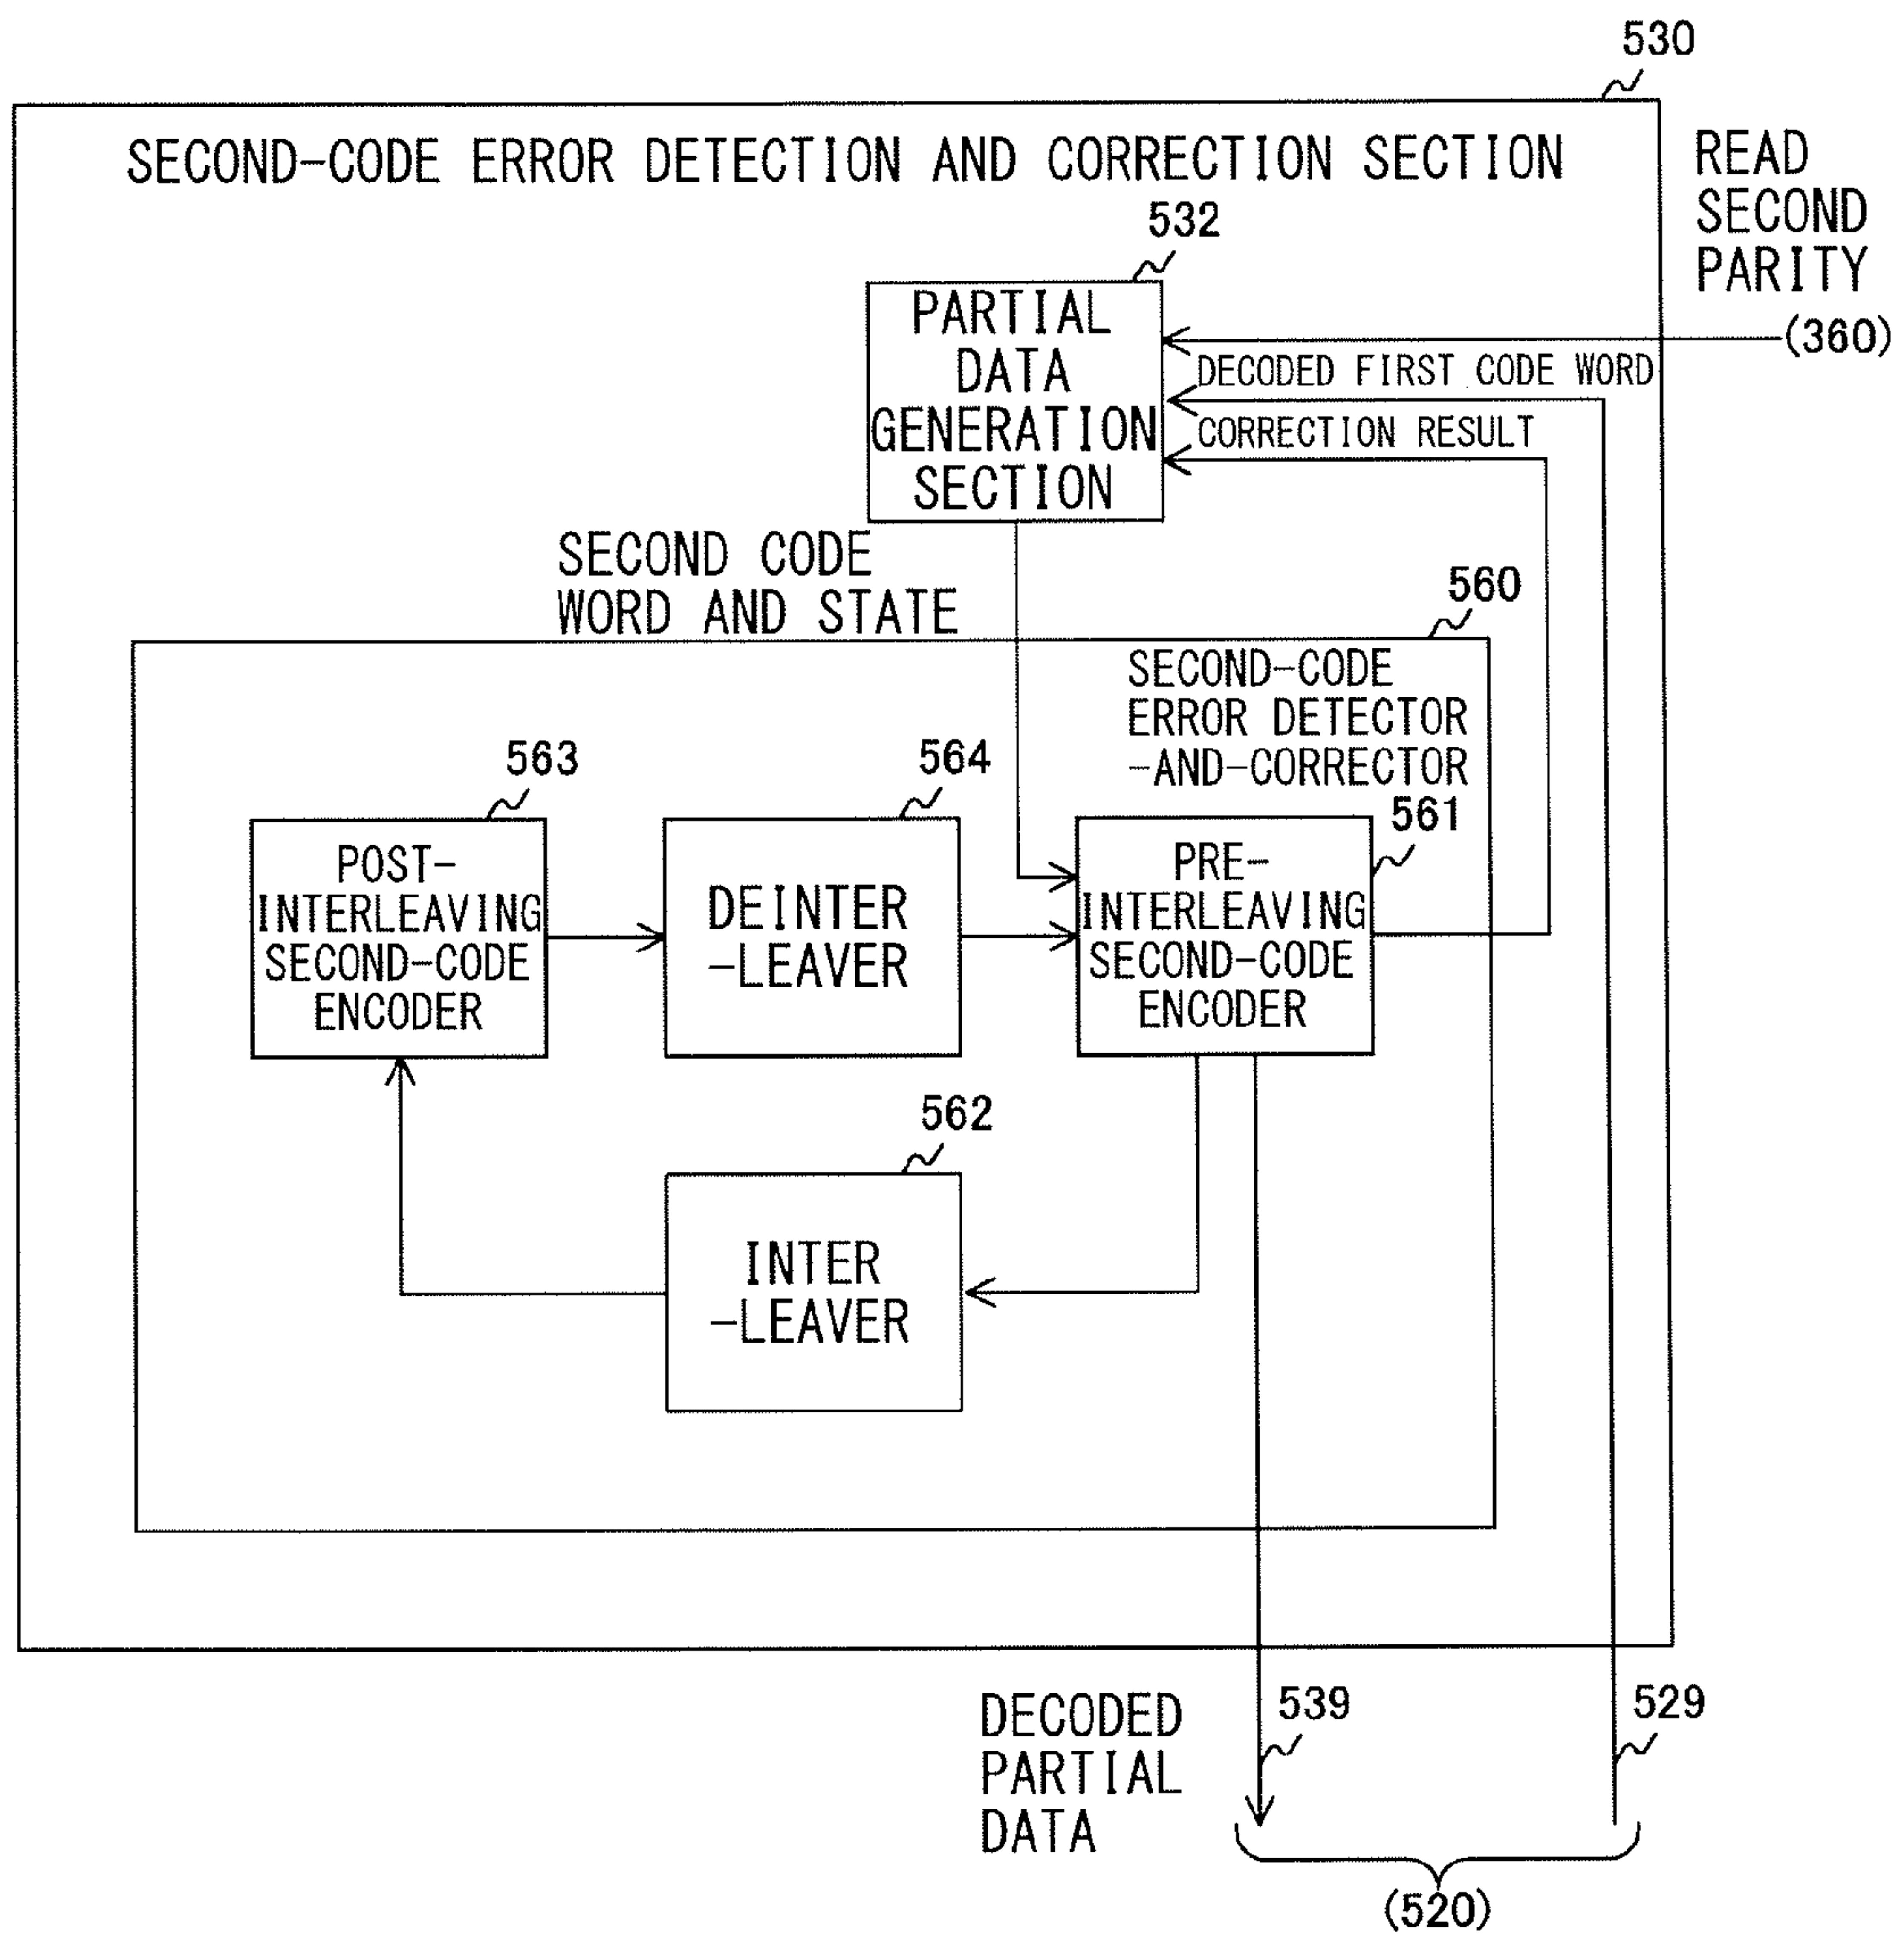 530
SECOND-CODE ERROR DETECTION AND CORRECTION SECTION
READ
SECOND
PARITY
(360)
532
PARTIAL
DATA
GENERATION
SECTION
DECODED FIRST CODE WORD
CORRECTION RESULT
SECOND CODE
WORD AND STATE
560
SECOND-CODE
ERROR DETECTOR
-AND-CORRECTOR
563
POST-
INTERLEAVING
SECOND-CODE
ENCODER
564
DEINTER
-LEAVER
561
PRE-
INTERLEAVING
SECOND-CODE
ENCODER
562
INTER
-LEAVER
DECODED
PARTIAL
DATA
539
529
(520)